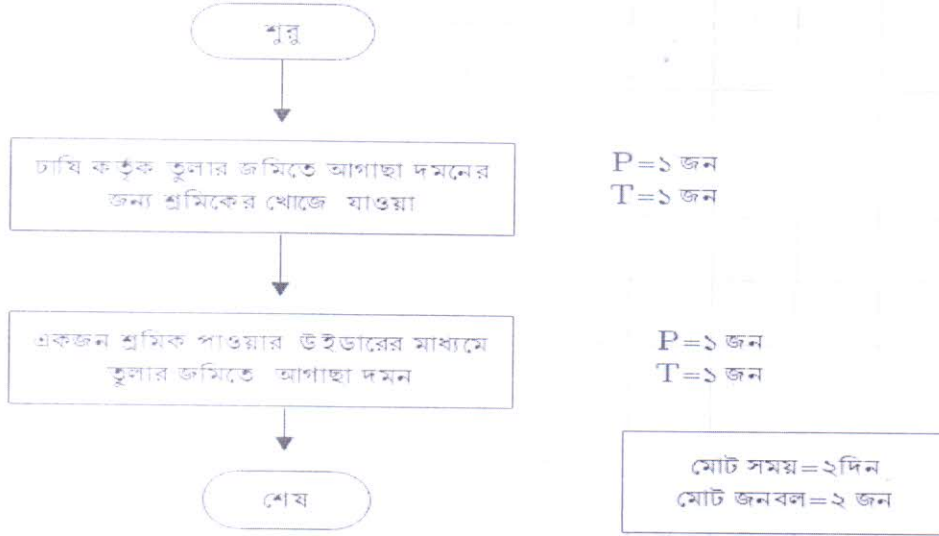 শুরু
চাষি কর্তৃক তুলার জমিতে আগাছা দমনের
জন্য শ্রমিকের খোজে যাওয়া
P=১ জন
T=১ জন
একজন শ্রমিক পাওয়ার উইডারের মাধ্যমে
তুলার জমিতে আগাছা দমন
P=১ জন
T=১ জন
শেষ
মোট সময়=২দিন
মোট জনবল=২ জন